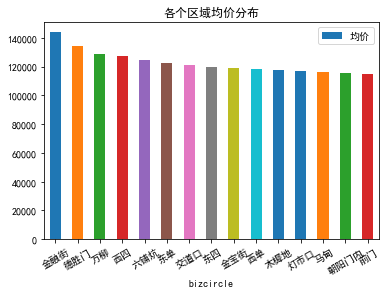 各个区域均价分布
均价
140000
120000
100000
80000
60000
40000
20000
0
金融街
德胜门
万柳
西四
六铺炕
东单
交道口
东四
金宝街
西单
木樨地
灯市口
马甸
朝阳门内
前门
bizcircle